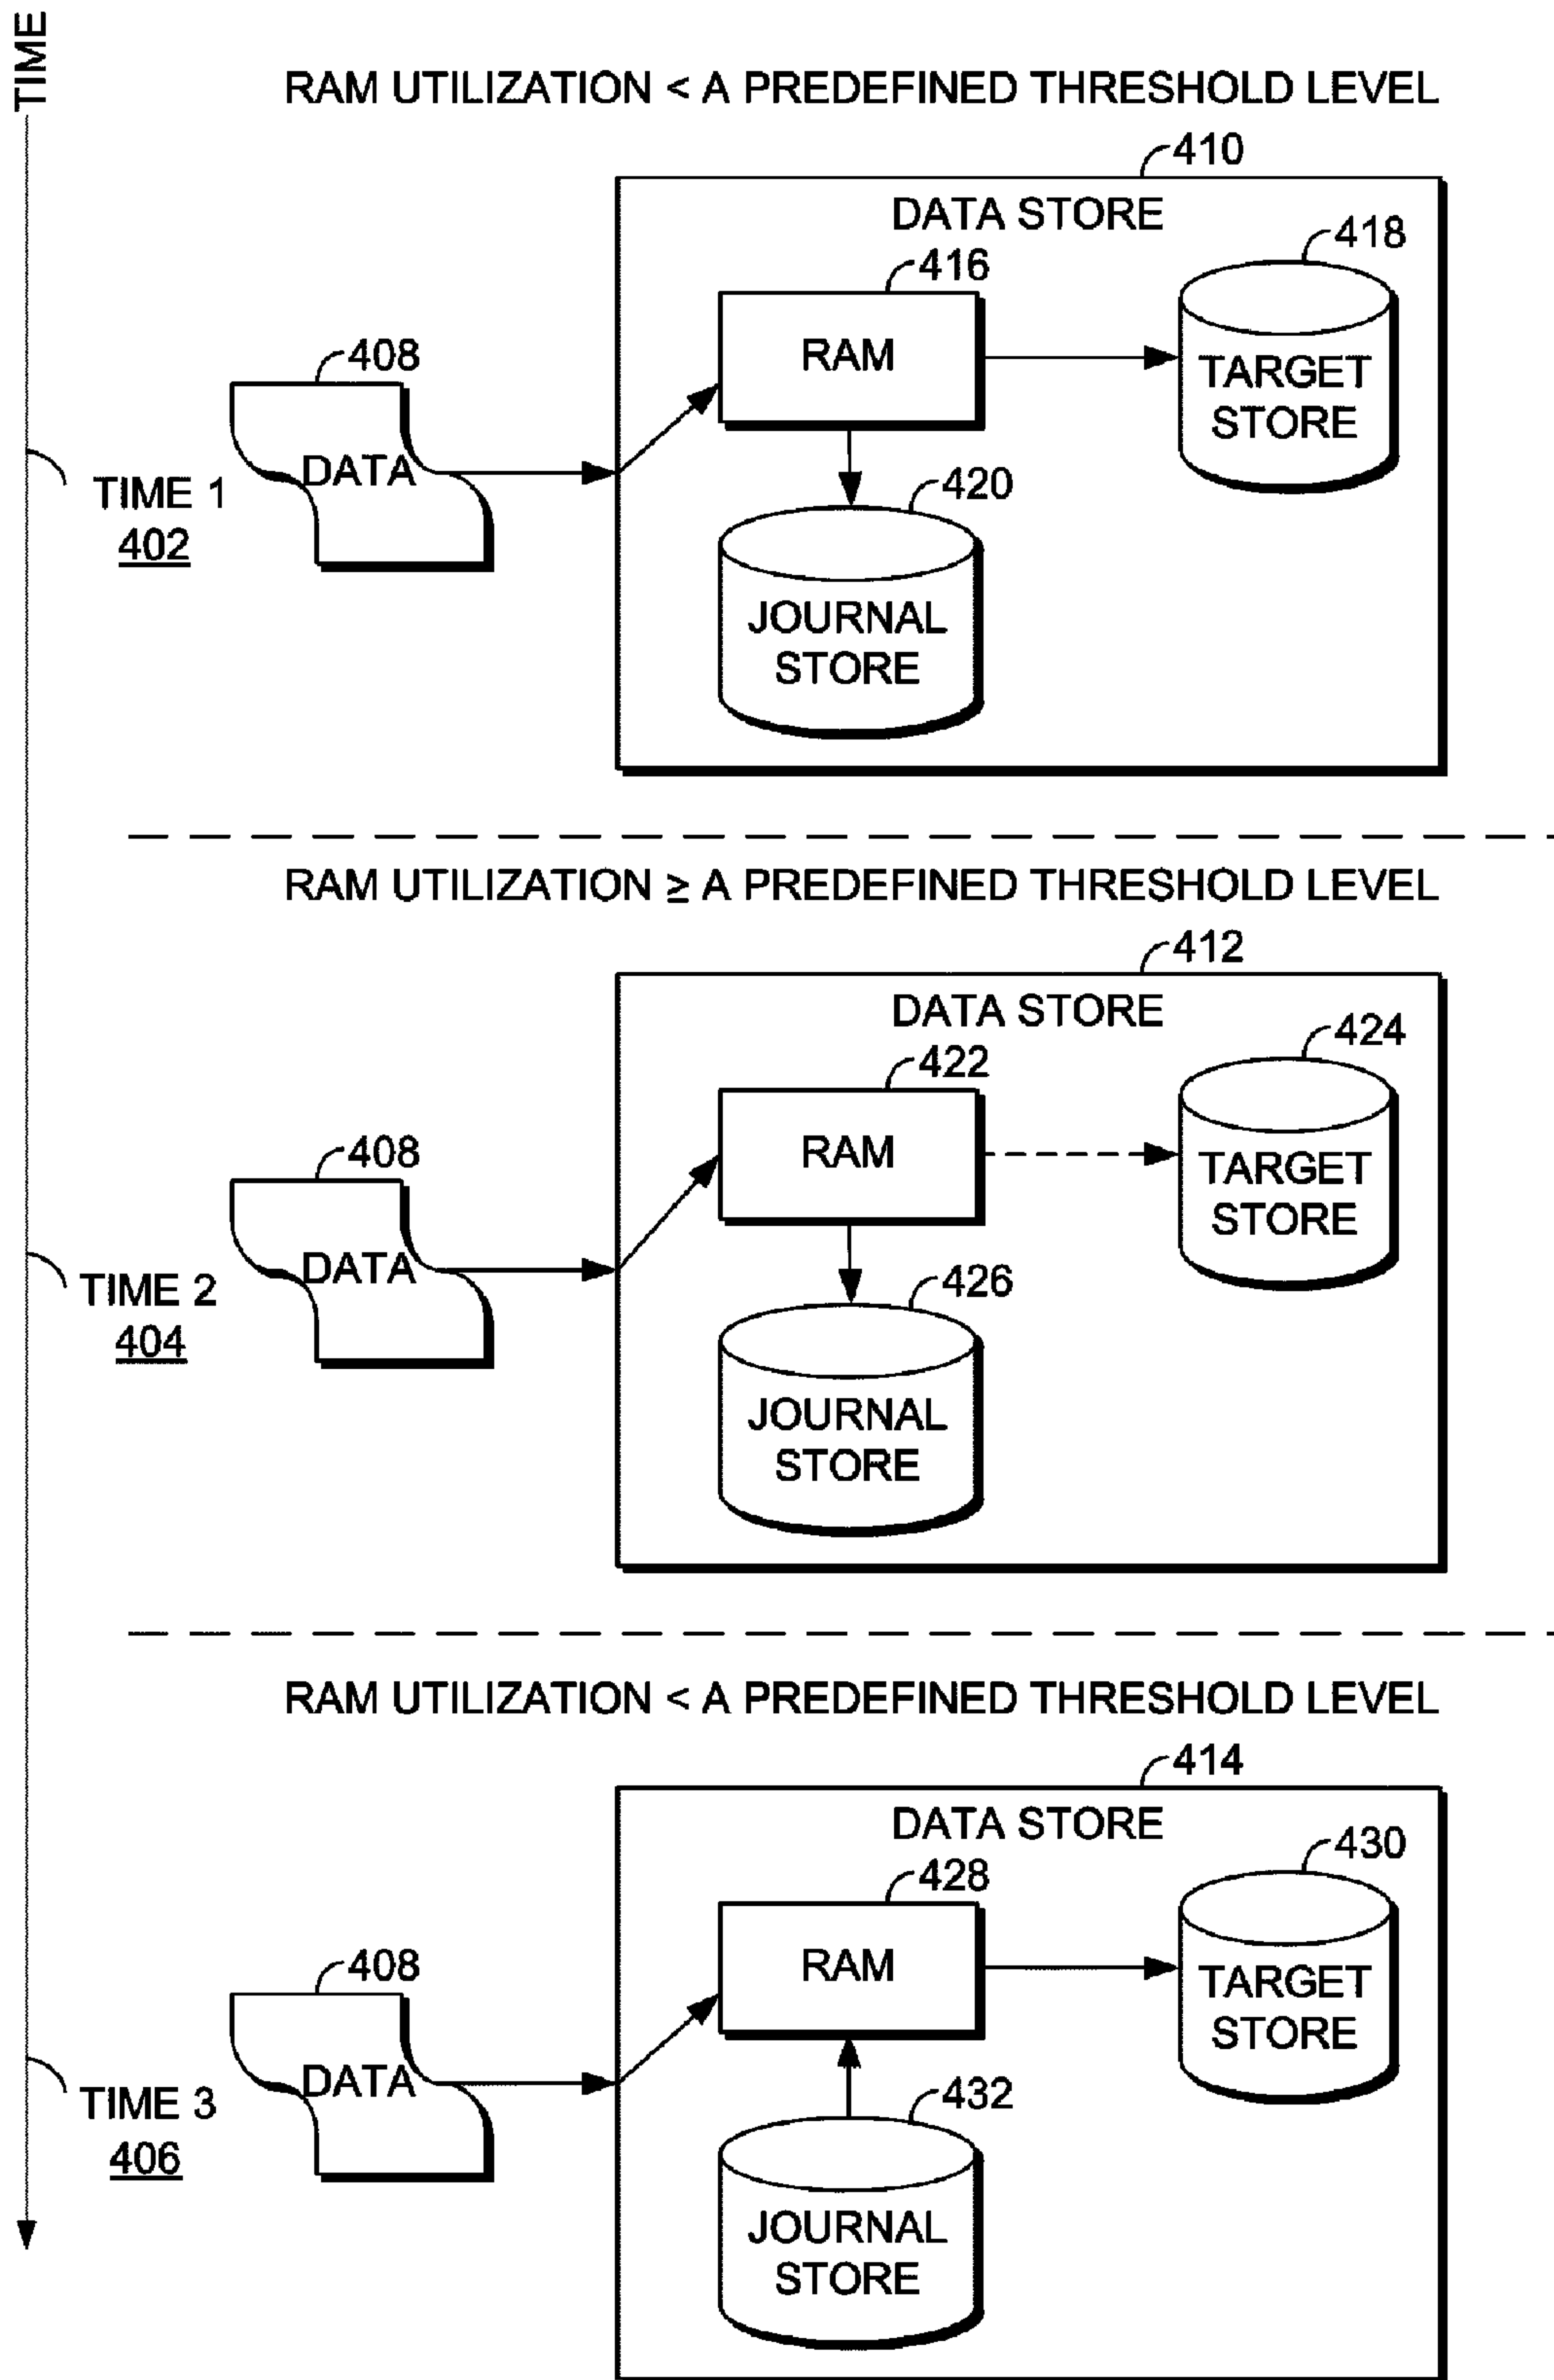 TIME
RAM UTILIZATION < A PREDEFINED THRESHOLD LEVEL
410
DATA STORE
418
416
RAM
TARGET
STORE
408
DATA
TIME 1
402
420
JOURNAL
STORE
RAM UTILIZATION ≥ A PREDEFINED THRESHOLD LEVEL
412
DATA STORE
424
422
RAM
TARGET
STORE
408
DATA
TIME 2
404
426
JOURNAL
STORE
RAM UTILIZATION < A PREDEFINED THRESHOLD LEVEL
414
DATA STORE
430
428
RAM
TARGET
STORE
408
DATA
TIME 3
406
432
JOURNAL
STORE